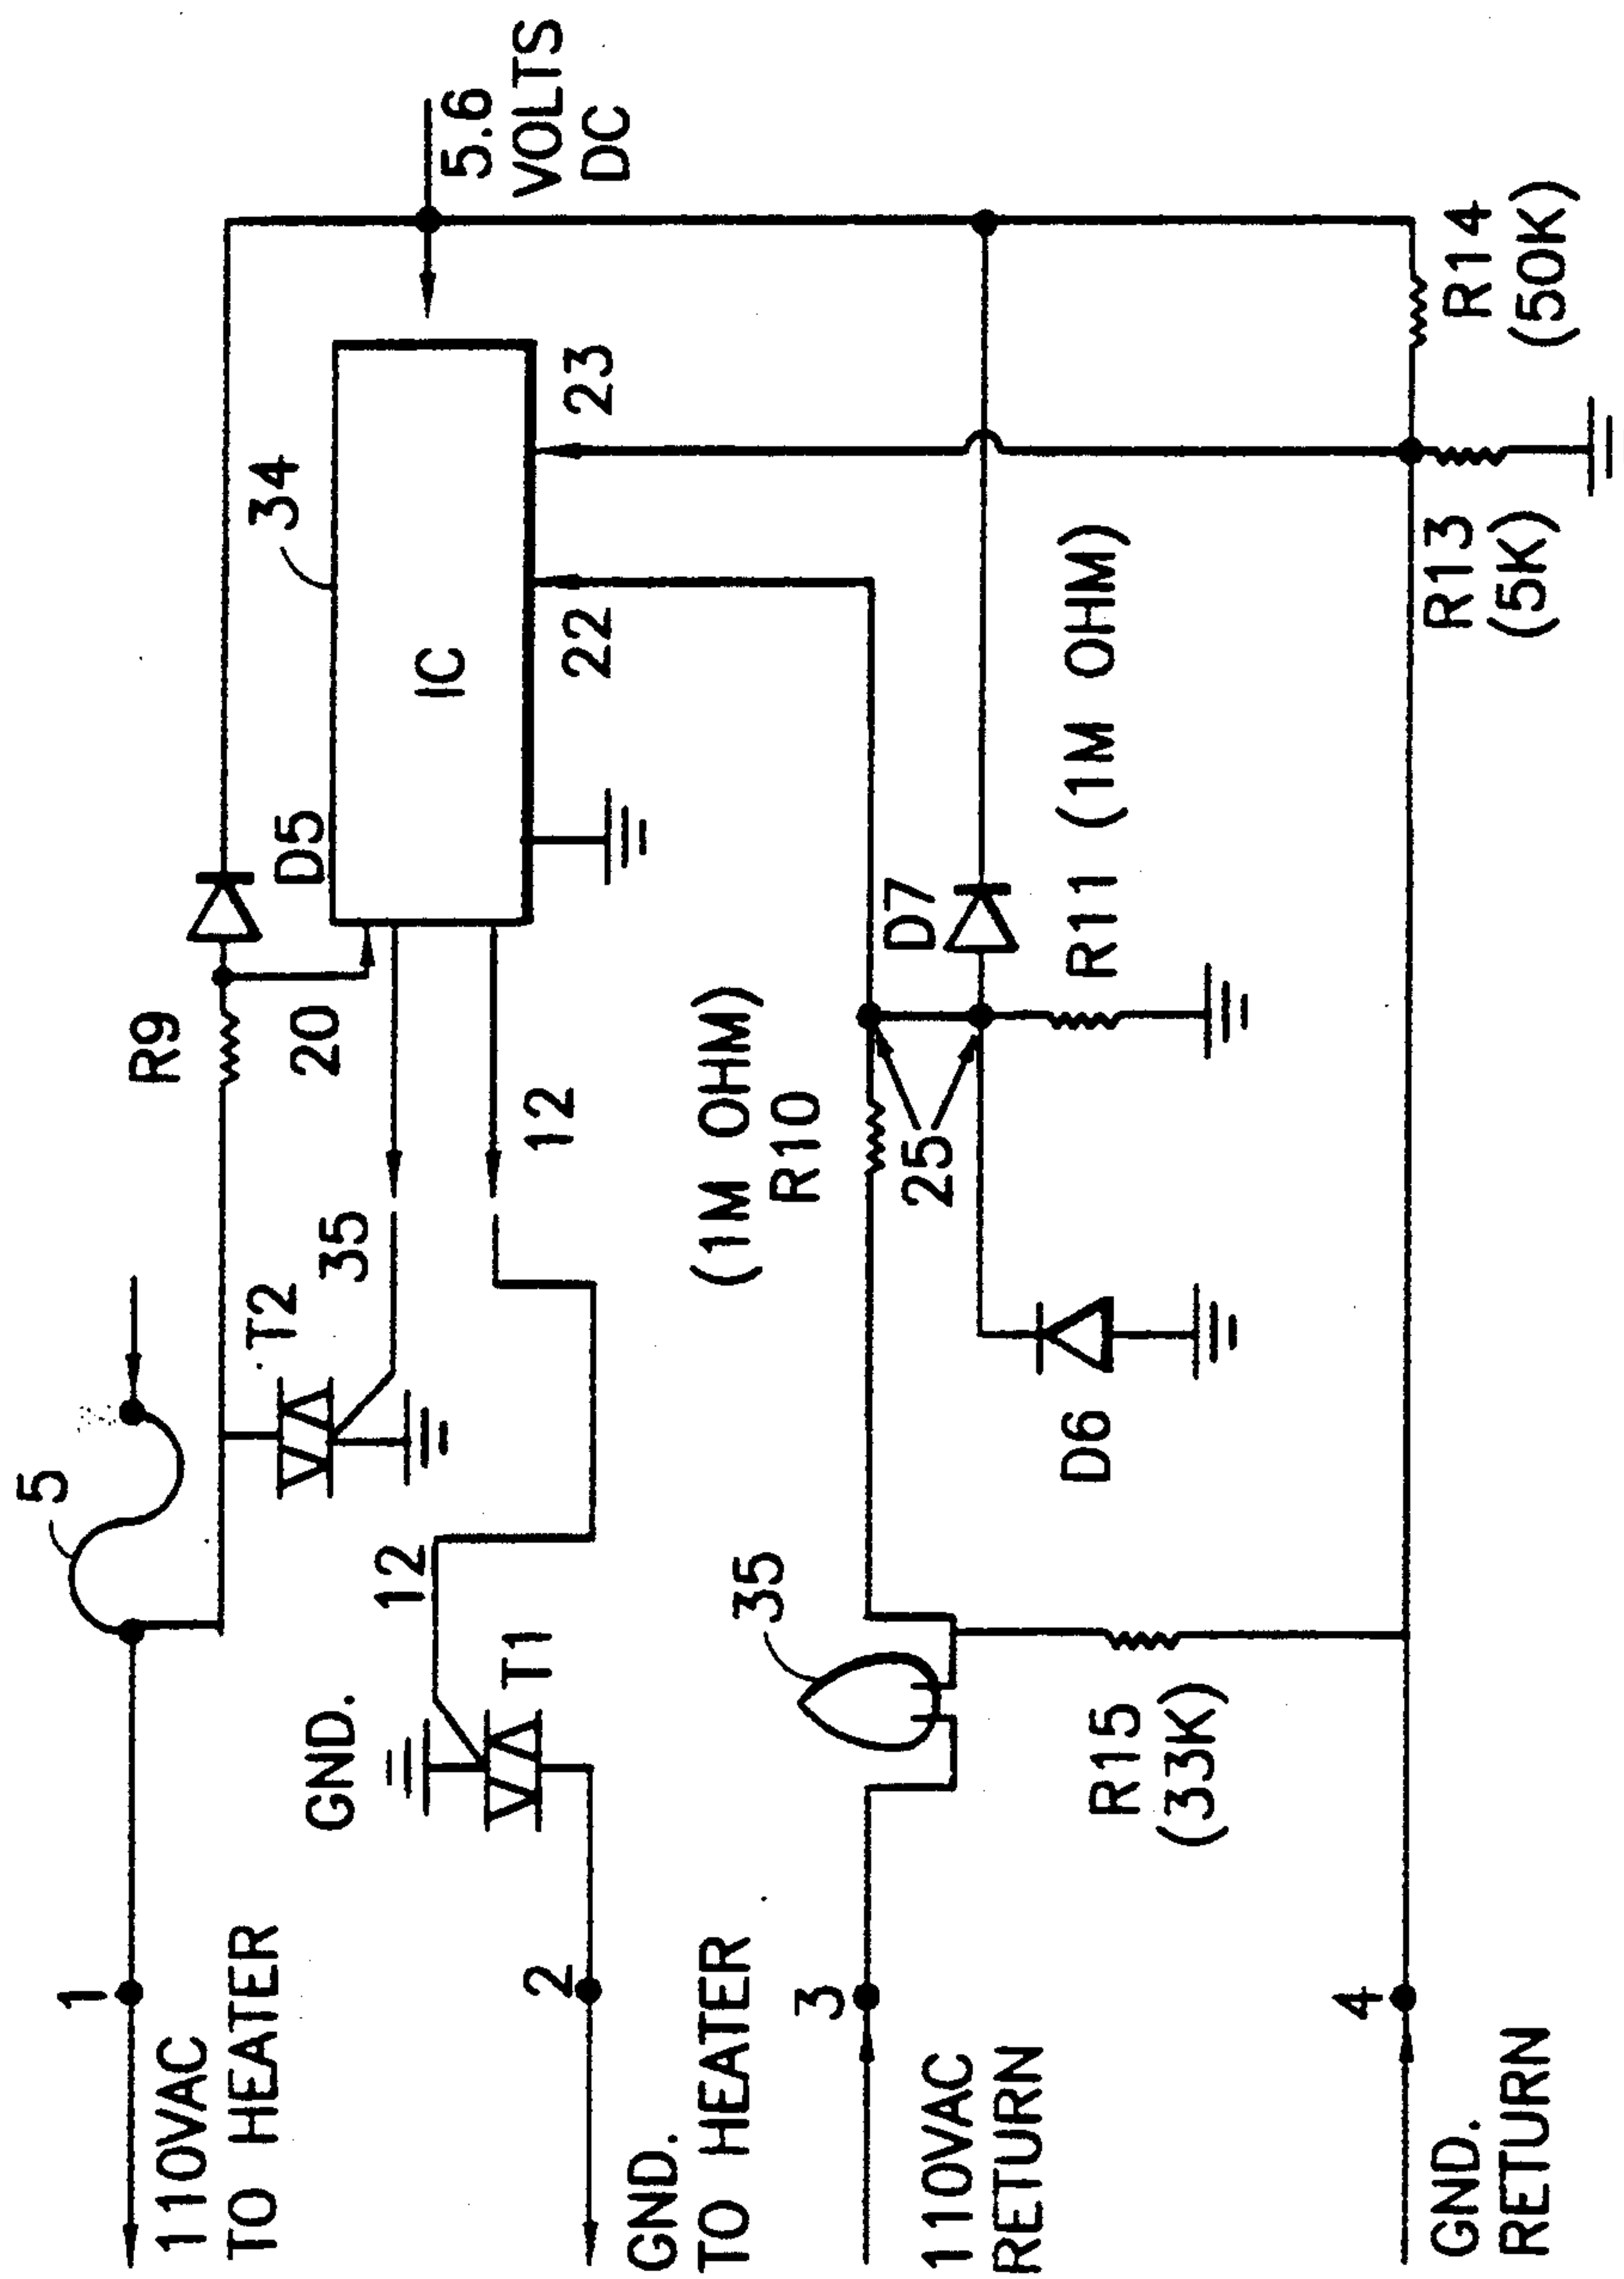 5
R9
D5
34
5.6
VOLTS
DC
T2
35
20
IC
23
22
12
12
1
110VAC
TO HEATER
GND.
T1
2
GND.
TO HEATER
(1M OHM)
R10
25
D7
R11 (1M OHM)
D6
35
3
110VAC
RETURN
R15
(33K)
R13
(5K)
R14
(50K)
4
GND.
RETURN